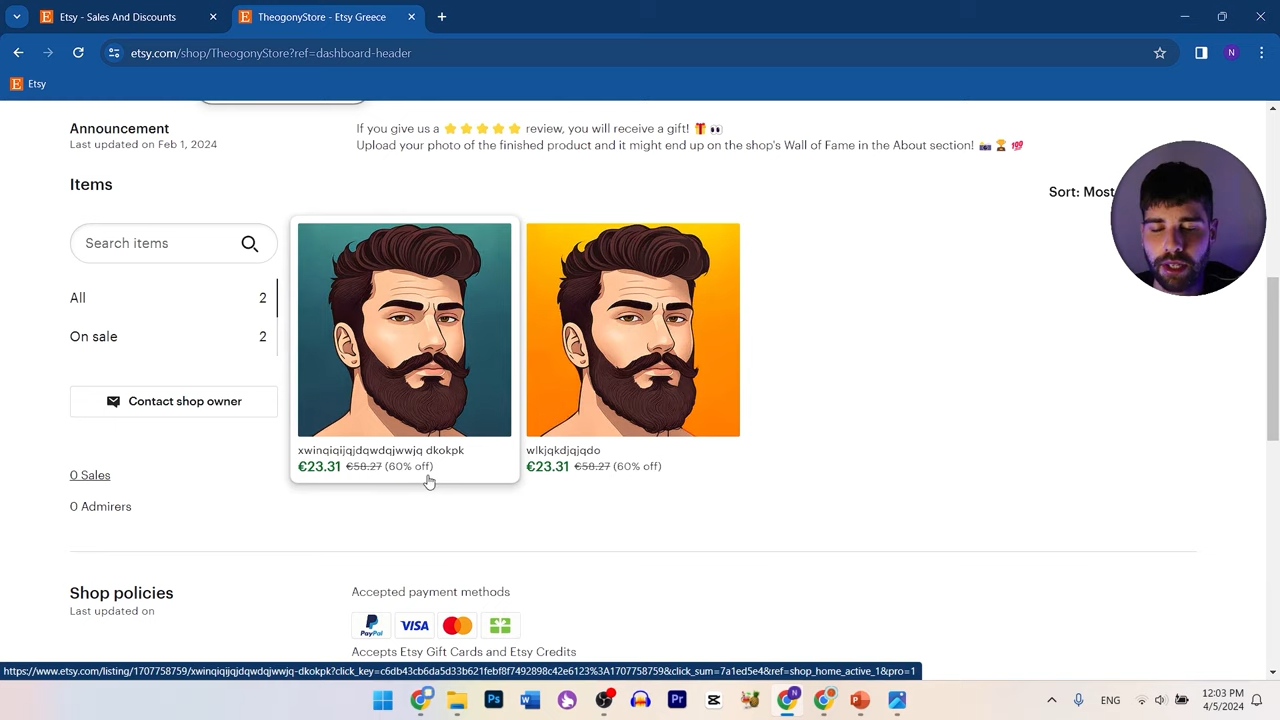 Etsy - Sales And Discounts
TheogonyStore - Etsy Greece
etsy.com/shop/TheogonyStore?ref=dashboard-header
N
Etsy
Announcement
Last updated on Feb 1, 2024
If you give us a ⭐⭐⭐⭐⭐ review, you will receive a gift! 🎁 👀
Upload your photo of the finished product and it might end up on the shop's Wall of Fame in the About section! 📸 🏆 💯
Items
Sort: Most
Search items
All 2
On sale 2
Contact shop owner
0 Sales
0 Admirers
xwinqiqijqjdqwdqjwwjq dkokpk
€23.31 €58.27 (60% off)
wlkjqkdjqjqdo
€23.31 €58.27 (60% off)
Shop policies
Last updated on
Accepted payment methods
PayPal VISA
Accepts Etsy Gift Cards and Etsy Credits
https://www.etsy.com/listing/1707758759/xwinqiqijqjdqwdqjwwjq-dkokpk?click_key=c6db43cb6da5d33b621febf8f7492898c42e6123%3A1707758759&click_sum=7a1ed5e4&ref=shop_home_active_1&pro=1
Ps
W
N
Pr
P
ENG
12:03 PM
4/5/2024